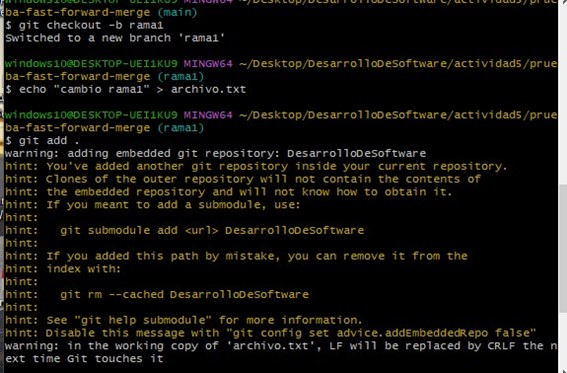 windows10@DESKTOP-UEI1KU9 MINGW64 ~/Desktop/DesarrolloDeSoftware/actividad5/prue
ba-fast-forward-merge (main)
$ git checkout -b rama1
Switched to a new branch 'rama1'
windows10@DESKTOP-UEI1KU9 MINGW64 ~/Desktop/DesarrolloDeSoftware/actividad5/prue
ba-fast-forward-merge (rama1)
$ echo "cambio rama1" > archivo.txt
windows10@DESKTOP-UEI1KU9 MINGW64 ~/Desktop/DesarrolloDeSoftware/actividad5/prue
ba-fast-forward-merge (rama1)
$ git add .
warning: adding embedded git repository: DesarrolloDeSoftware
hint: You've added another git repository inside your current repository.
hint: Clones of the outer repository will not contain the contents of
hint: the embedded repository and will not know how to obtain it.
hint: If you meant to add a submodule, use:
hint:
hint:   git submodule add <url> DesarrolloDeSoftware
hint:
hint: If you added this path by mistake, you can remove it from the
hint: index with:
hint:
hint:   git rm --cached DesarrolloDeSoftware
hint:
hint: See "git help submodule" for more information.
hint: Disable this message with "git config set advice.addEmbeddedRepo false"
warning: in the working copy of 'archivo.txt', LF will be replaced by CRLF the n
ext time Git touches it